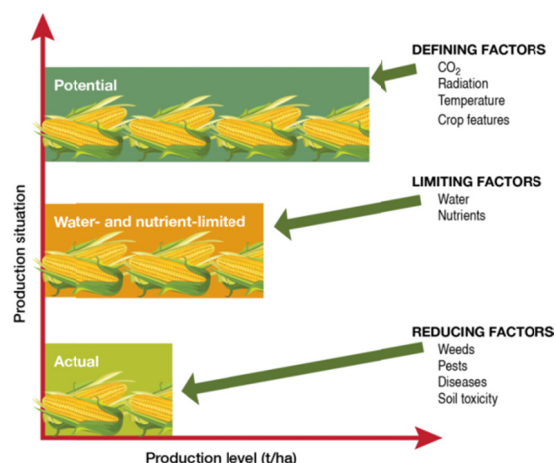 DEFINING FACTORS
CO₂
Radiation
Temperature
Crop features
Potential
LIMITING FACTORS
Water
Nutrients
Water- and nutrient-limited
REDUCING FACTORS
Weeds
Pests
Diseases
Soil toxicity
Actual
Production situation
Production level (t/ha)